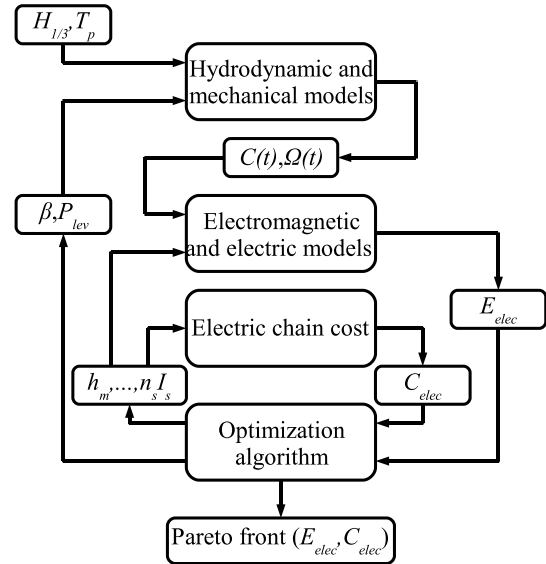 H1/3,Tp
Hydrodynamic and
mechanical models
C(t),Ω(t)
β,Plev
Electromagnetic
and electric models
Eelec
Electric chain cost
hm,...,nsIs
Celec
Optimization
algorithm
Pareto front (Eelec,Celec)